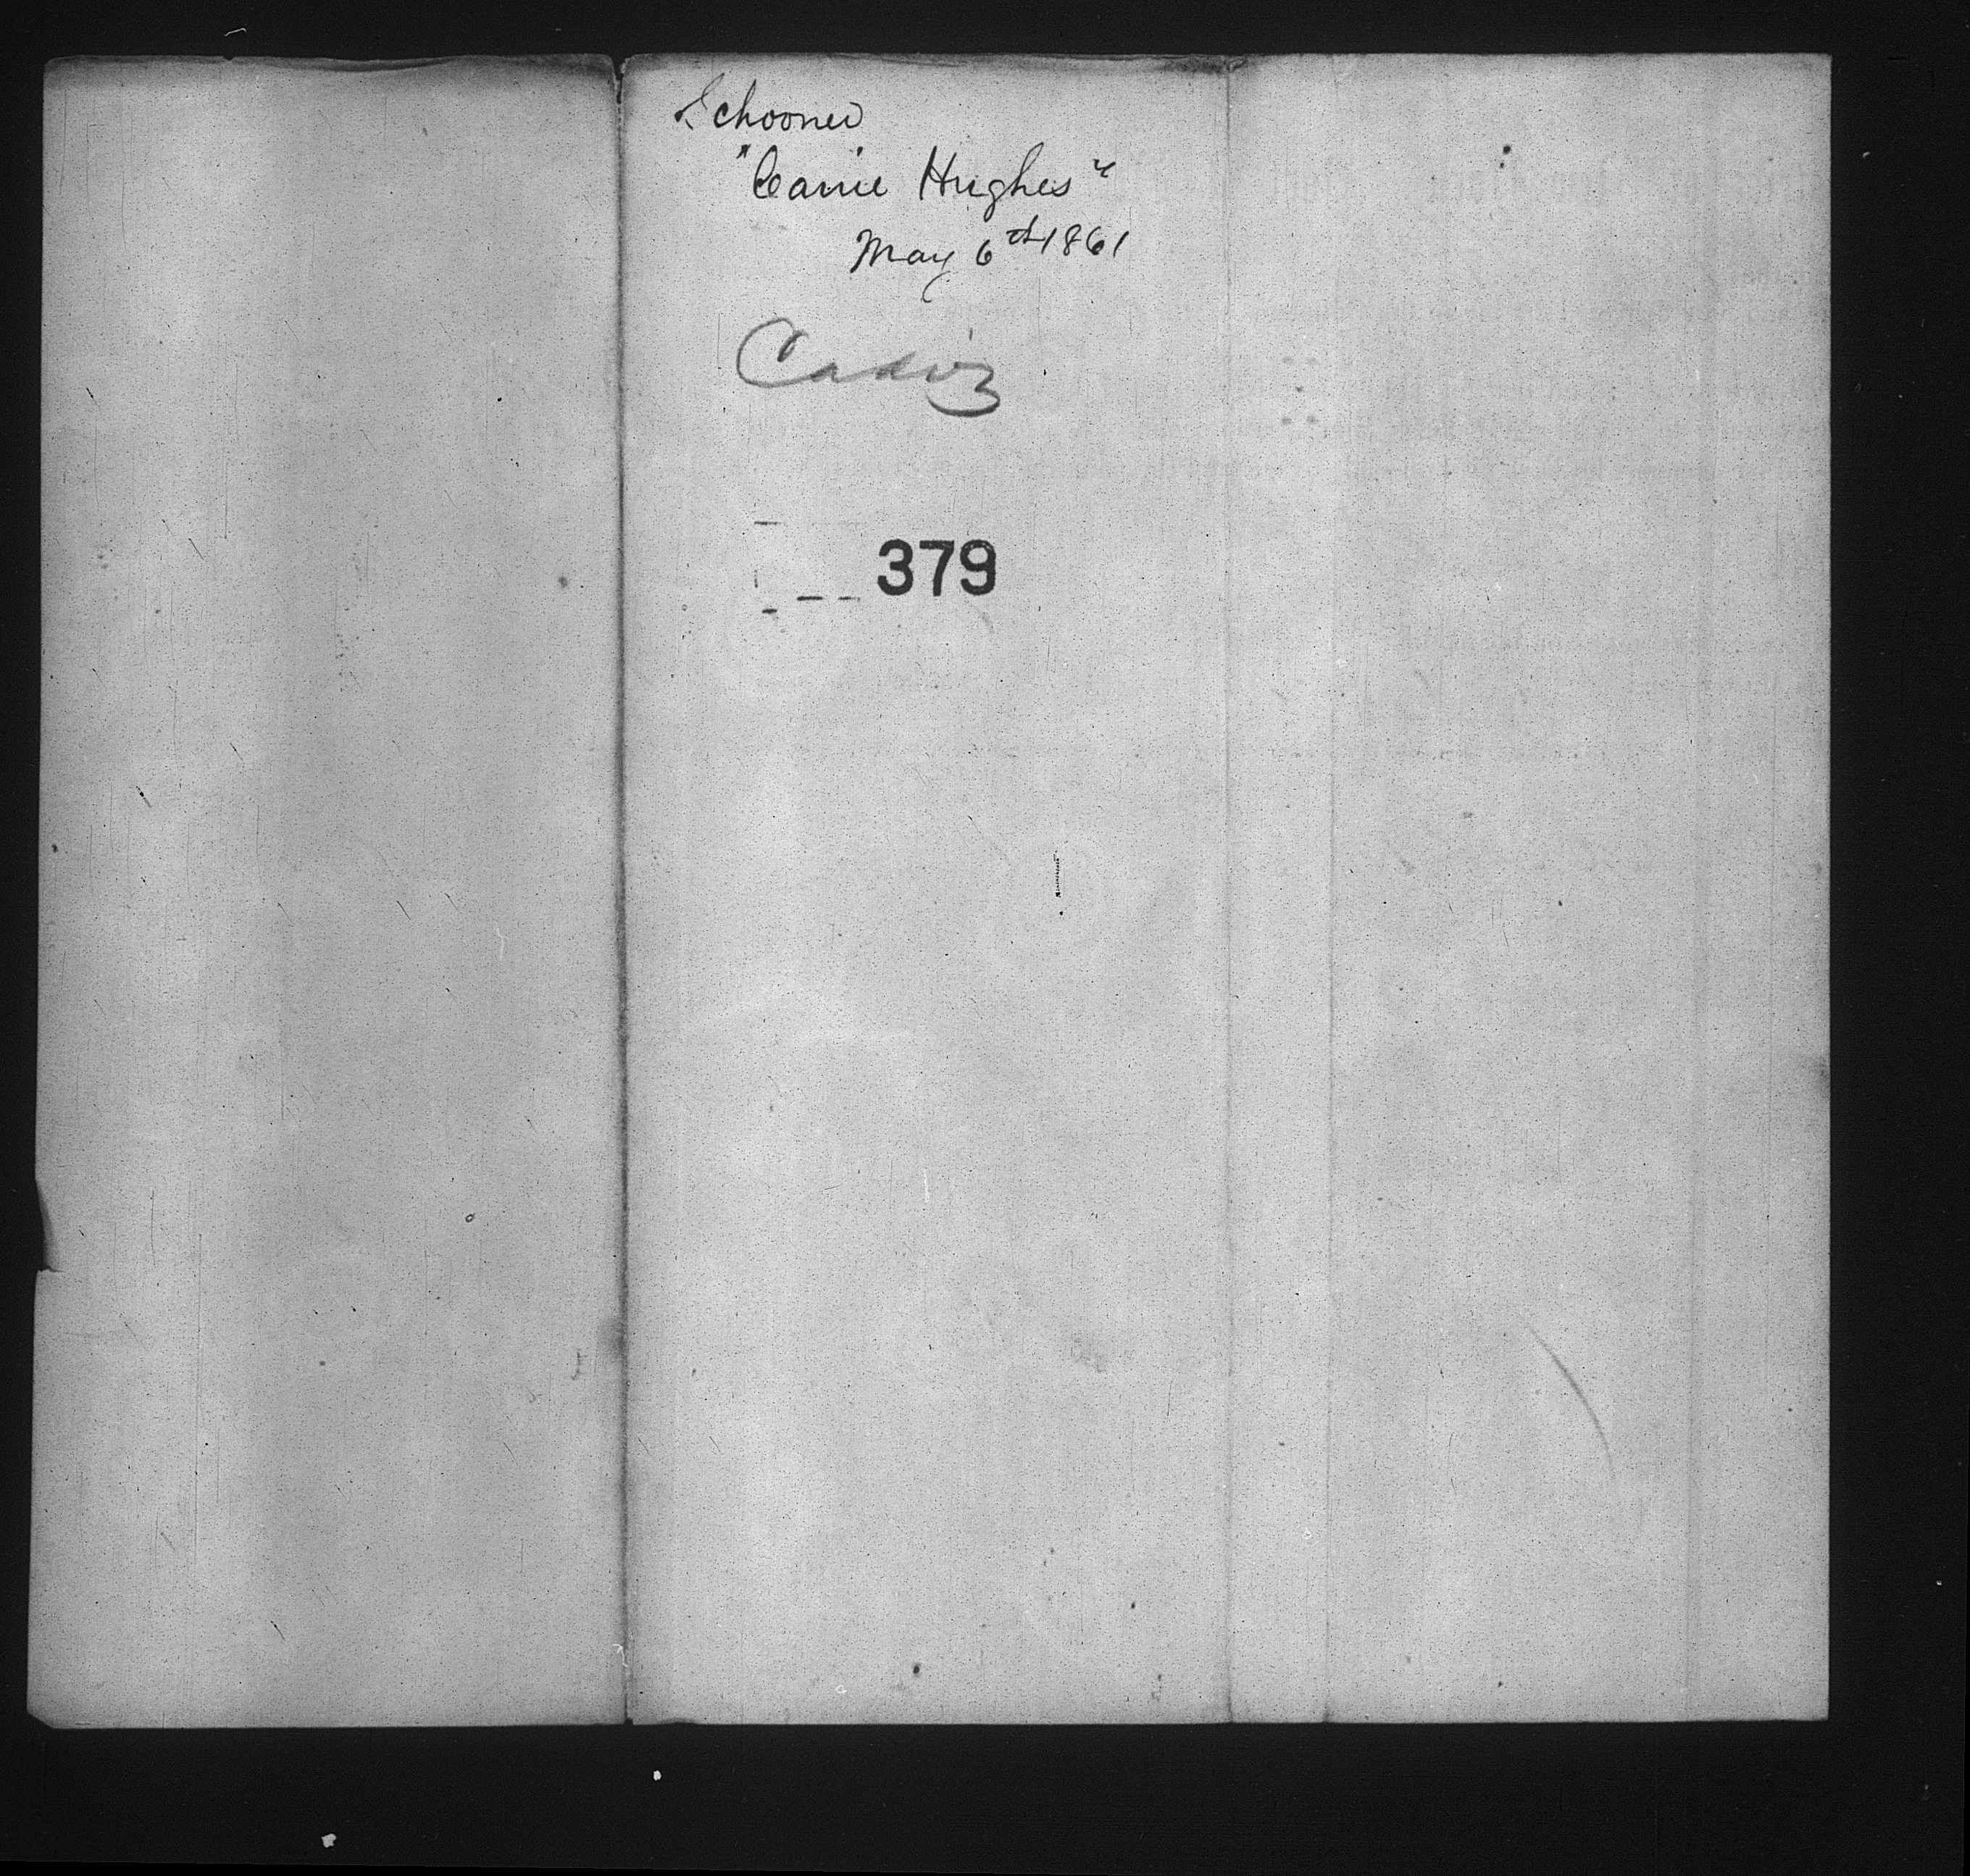 Schooner
"Carrie Hughes"
May 6th 1861
Cadiz
379